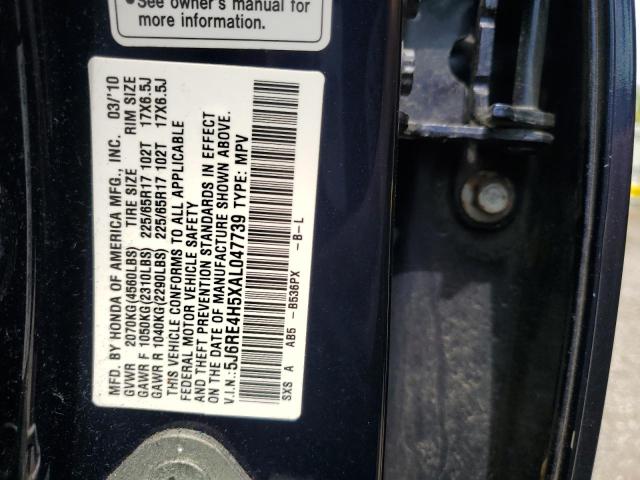 •See owner's manual for
more information.
MFD. BY HONDA OF AMERICA MFG., INC. 03/10
GVWR 2070KG(4560LBS) TIRE SIZE RIM SIZE
GAWR F 1050KG(2310LBS) 225/65R17 102T 17X6.5J
GAWR R 1040KG(2290LBS) 225/65R17 102T 17X6.5J
THIS VEHICLE CONFORMS TO ALL APPLICABLE
FEDERAL MOTOR VEHICLE SAFETY
AND THEFT PREVENTION STANDARDS IN EFFECT
ON THE DATE OF MANUFACTURE SHOWN ABOVE.
V.I.N.:5J6RE4H5XAL047739 TYPE: MPV
SXS A AB5 -B536PX -B-L